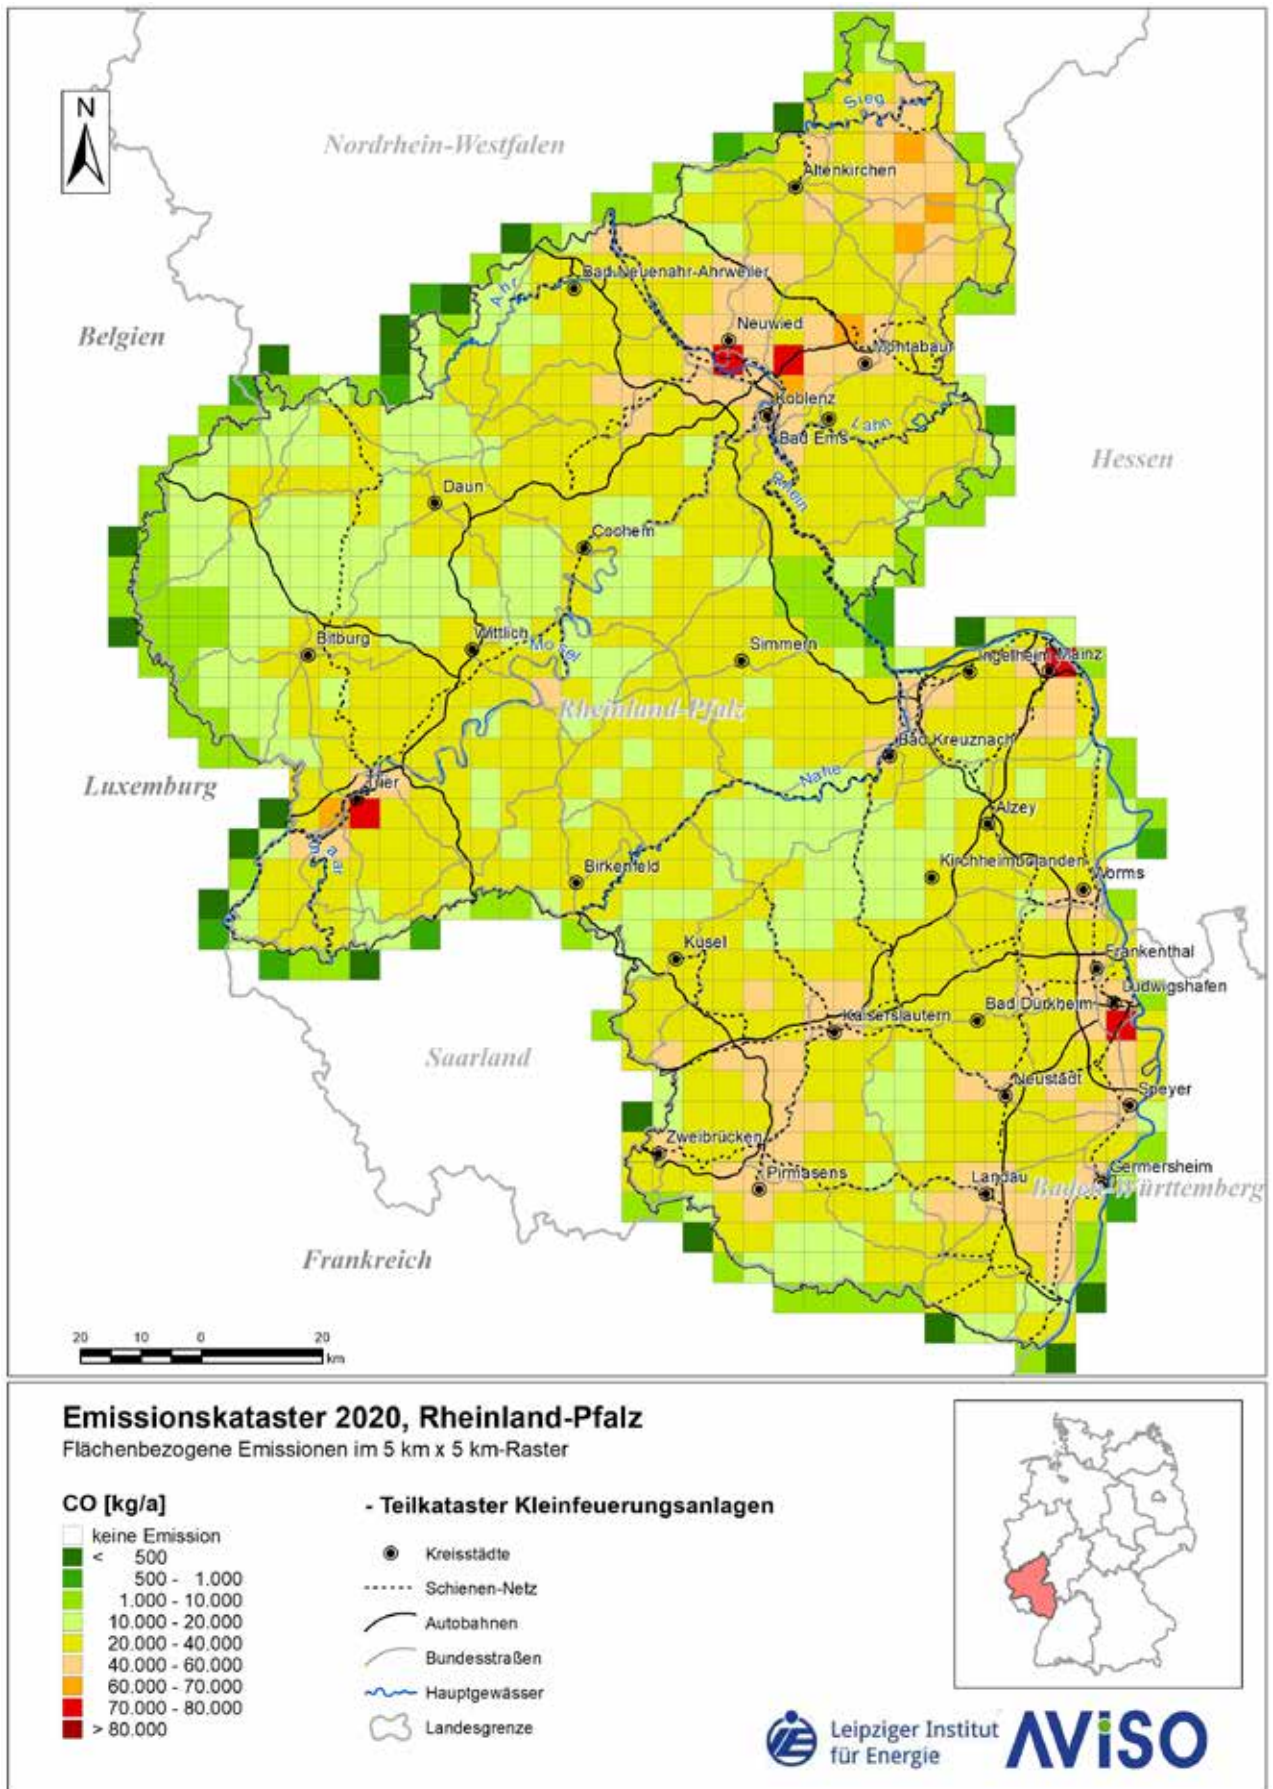 N
Nordrhein-Westfalen
Sieg
Altenkirchen
Ahr
Bad Neuenahr-Ahrweiler
Belgien
Neuwied
Montabaur
Koblenz
Lahn
Bad Ems
Hessen
Rhein
Daun
Cochem
Bitburg
Wittlich
Mosel
Simmern
Ingelheim
Mainz
Rheinland-Pfalz
Bad Kreuznach
Luxemburg
Trier
Nahe
Alzey
Saar
Birkenfeld
Kirchheimbolanden
Worms
Kusel
Frankenthal
Ludwigshafen
Bad Dürkheim
Kaiserslautern
Saarland
Neustadt
Speyer
Zweibrücken
Pirmasens
Landau
Germersheim
Baden-Württemberg
Frankreich
20 10 0 20
km
Emissionskataster 2020, Rheinland-Pfalz
Flächenbezogene Emissionen im 5 km x 5 km-Raster
CO [kg/a]
keine Emission
< 500
500 - 1.000
1.000 - 10.000
10.000 - 20.000
20.000 - 40.000
40.000 - 60.000
60.000 - 70.000
70.000 - 80.000
> 80.000
- Teilkataster Kleinfeuerungsanlagen
Kreisstädte
Schienen-Netz
Autobahnen
Bundesstraßen
Hauptgewässer
Landesgrenze
Leipziger Institut
für Energie
AViSO